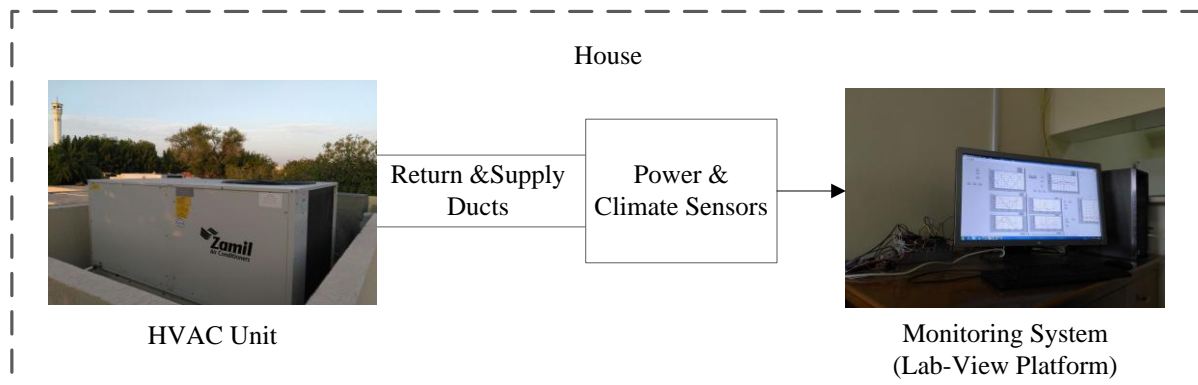 House
Return &Supply
Ducts
Power &
Climate Sensors
Zamil
Air Conditioners
HVAC Unit
Monitoring System
(Lab-View Platform)